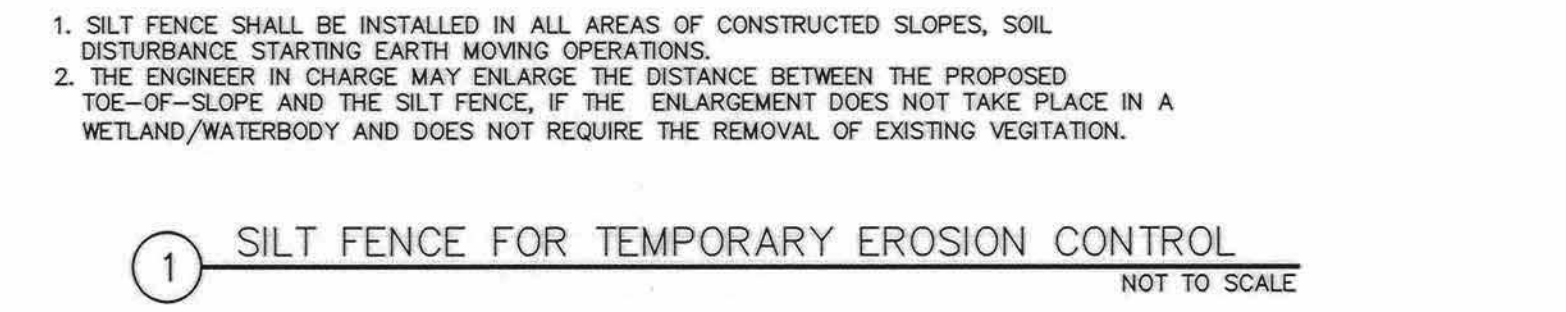 1. SILT FENCE SHALL BE INSTALLED IN ALL AREAS OF CONSTRUCTED SLOPES, SOIL
DISTURBANCE STARTING EARTH MOVING OPERATIONS.
2. THE ENGINEER IN CHARGE MAY ENLARGE THE DISTANCE BETWEEN THE PROPOSED
TOE-OF-SLOPE AND THE SILT FENCE, IF THE ENLARGEMENT DOES NOT TAKE PLACE IN A
WETLAND/WATERBODY AND DOES NOT REQUIRE THE REMOVAL OF EXISTING VEGITATION.
1 SILT FENCE FOR TEMPORARY EROSION CONTROL
NOT TO SCALE